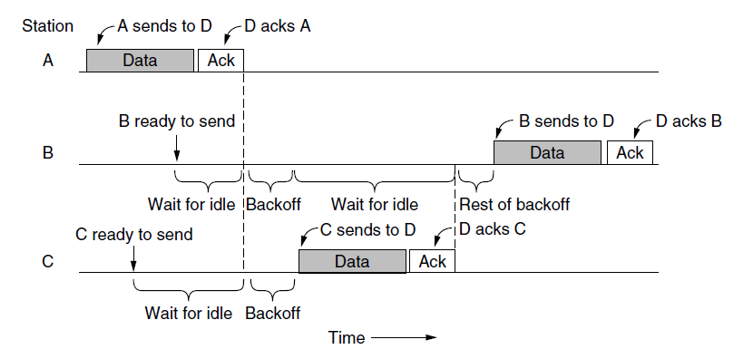 Station
A sends to D
D acks A
A
Data
Ack
B ready to send
B sends to D
D acks B
B
Data
Ack
Wait for idle
Backoff
Wait for idle
Rest of backoff
C ready to send
C sends to D
D acks C
C
Data
Ack
Wait for idle
Backoff
Time